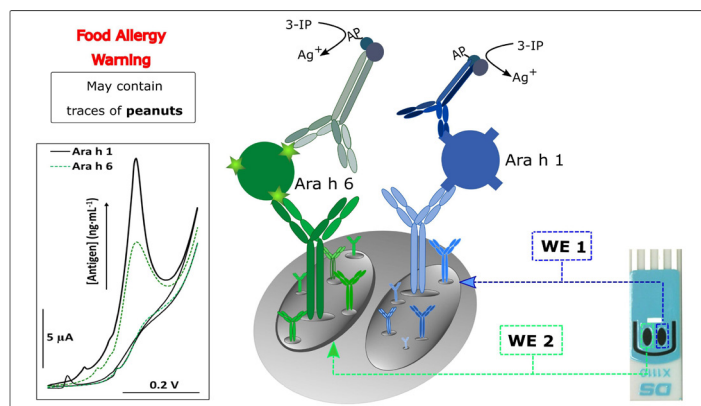 Food Allergy
Warning
May contain
traces of peanuts
Ara h 1
Ara h 6
[Antigen] (ng·mL⁻¹)
5 µA
0.2 V
3-IP
AP
Ag⁺
3-IP
AP
Ag⁺
Ara h 6
Ara h 1
WE 1
WE 2
DS
X1110